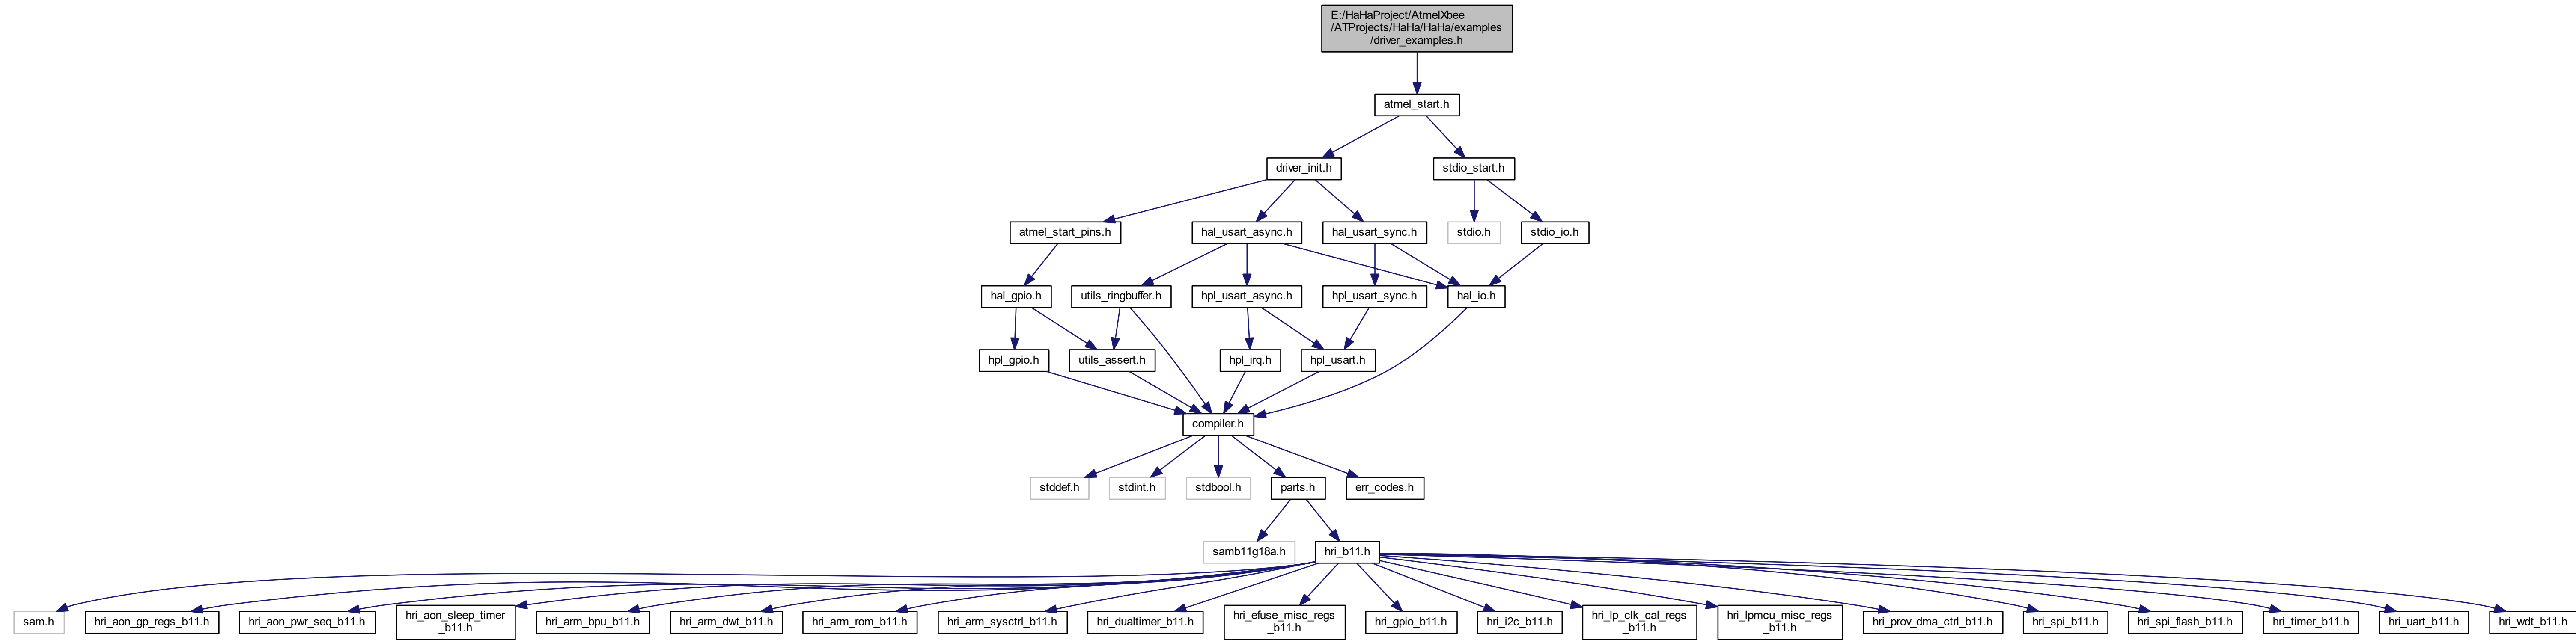 E:/HaHaProject/AtmelXbee
/ATProjects/HaHa/HaHa/examples
/driver_examples.h
atmel_start.h
driver_init.h
stdio_start.h
atmel_start_pins.h
hal_usart_async.h
hal_usart_sync.h
stdio.h
stdio_io.h
hal_gpio.h
utils_ringbuffer.h
hpl_usart_async.h
hpl_usart_sync.h
hal_io.h
hpl_gpio.h
utils_assert.h
hpl_irq.h
hpl_usart.h
compiler.h
stddef.h
stdint.h
stdbool.h
parts.h
err_codes.h
samb11g18a.h
hri_b11.h
sam.h
hri_aon_gp_regs_b11.h
hri_aon_pwr_seq_b11.h
hri_aon_sleep_timer
_b11.h
hri_arm_bpu_b11.h
hri_arm_dwt_b11.h
hri_arm_rom_b11.h
hri_arm_sysctrl_b11.h
hri_dualtimer_b11.h
hri_efuse_misc_regs
_b11.h
hri_gpio_b11.h
hri_i2c_b11.h
hri_lp_clk_cal_regs
_b11.h
hri_lpmcu_misc_regs
_b11.h
hri_prov_dma_ctrl_b11.h
hri_spi_b11.h
hri_spi_flash_b11.h
hri_timer_b11.h
hri_uart_b11.h
hri_wdt_b11.h